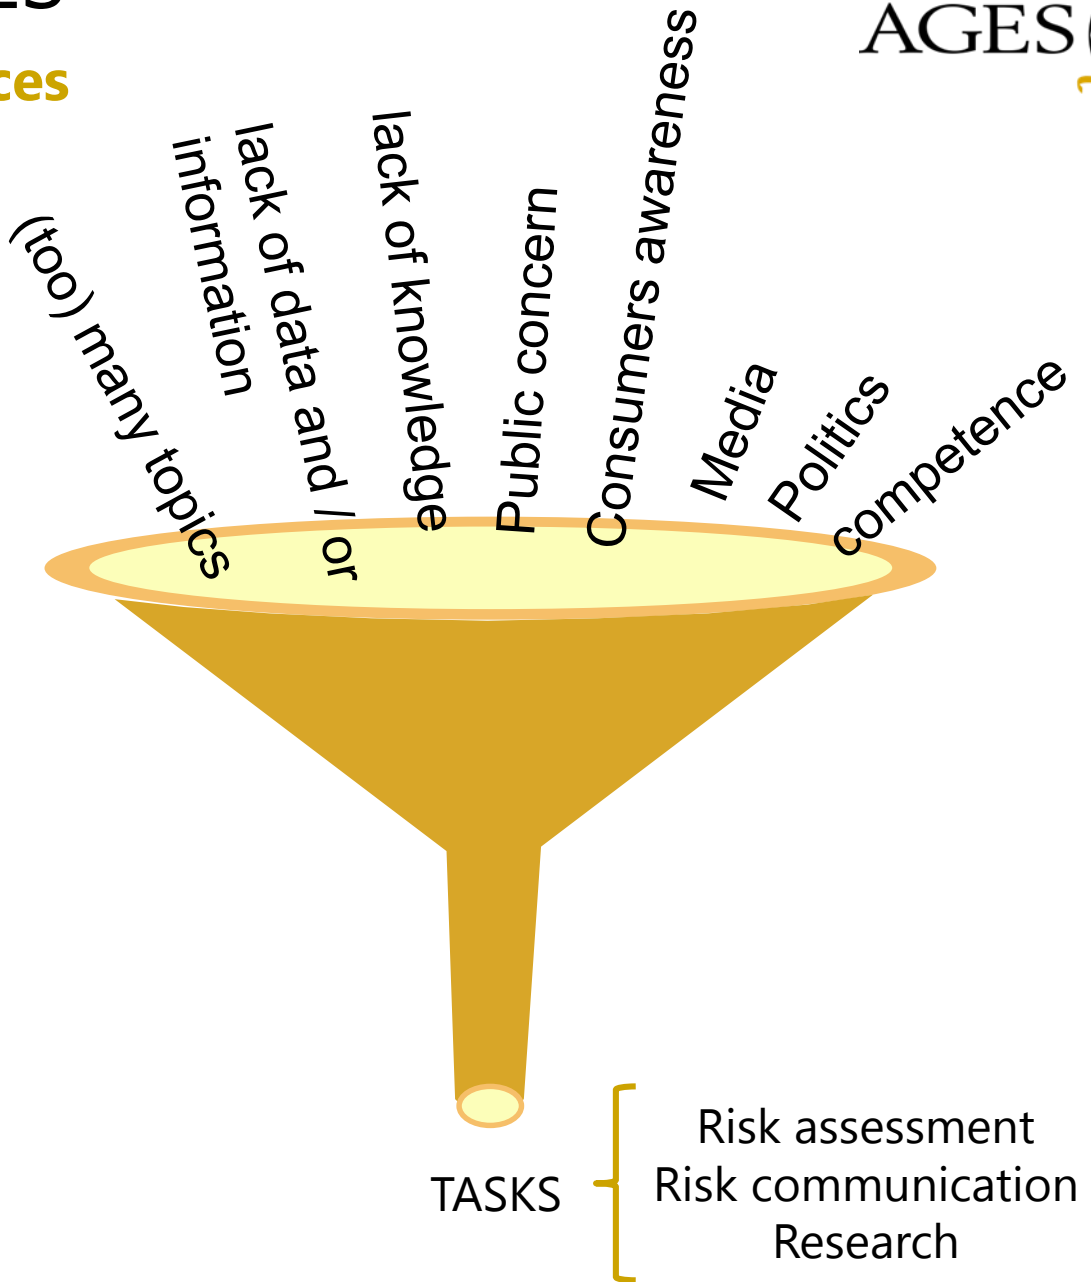 ces
AGES
(too) many topics
lack of data and / or
information
lack of knowledge
Public concern
Consumers awareness
Media
Politics
competence
TASKS
Risk assessment
Risk communication
Research